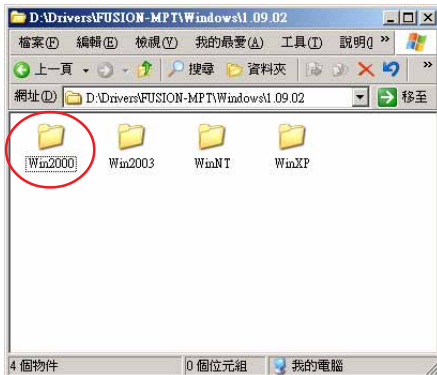 D:\Drivers\FUSION-MPT\Windows\1.09.02
檔案(F) 編輯(E) 檢視(V) 我的最愛(A) 工具(T) 說明( »
上一頁 搜尋 資料夾 »
網址(D) D:\Drivers\FUSION-MPT\Windows\1.09.02 移至
Win2000 Win2003 WinNT WinXP
4 個物件 0 個位元組 我的電腦